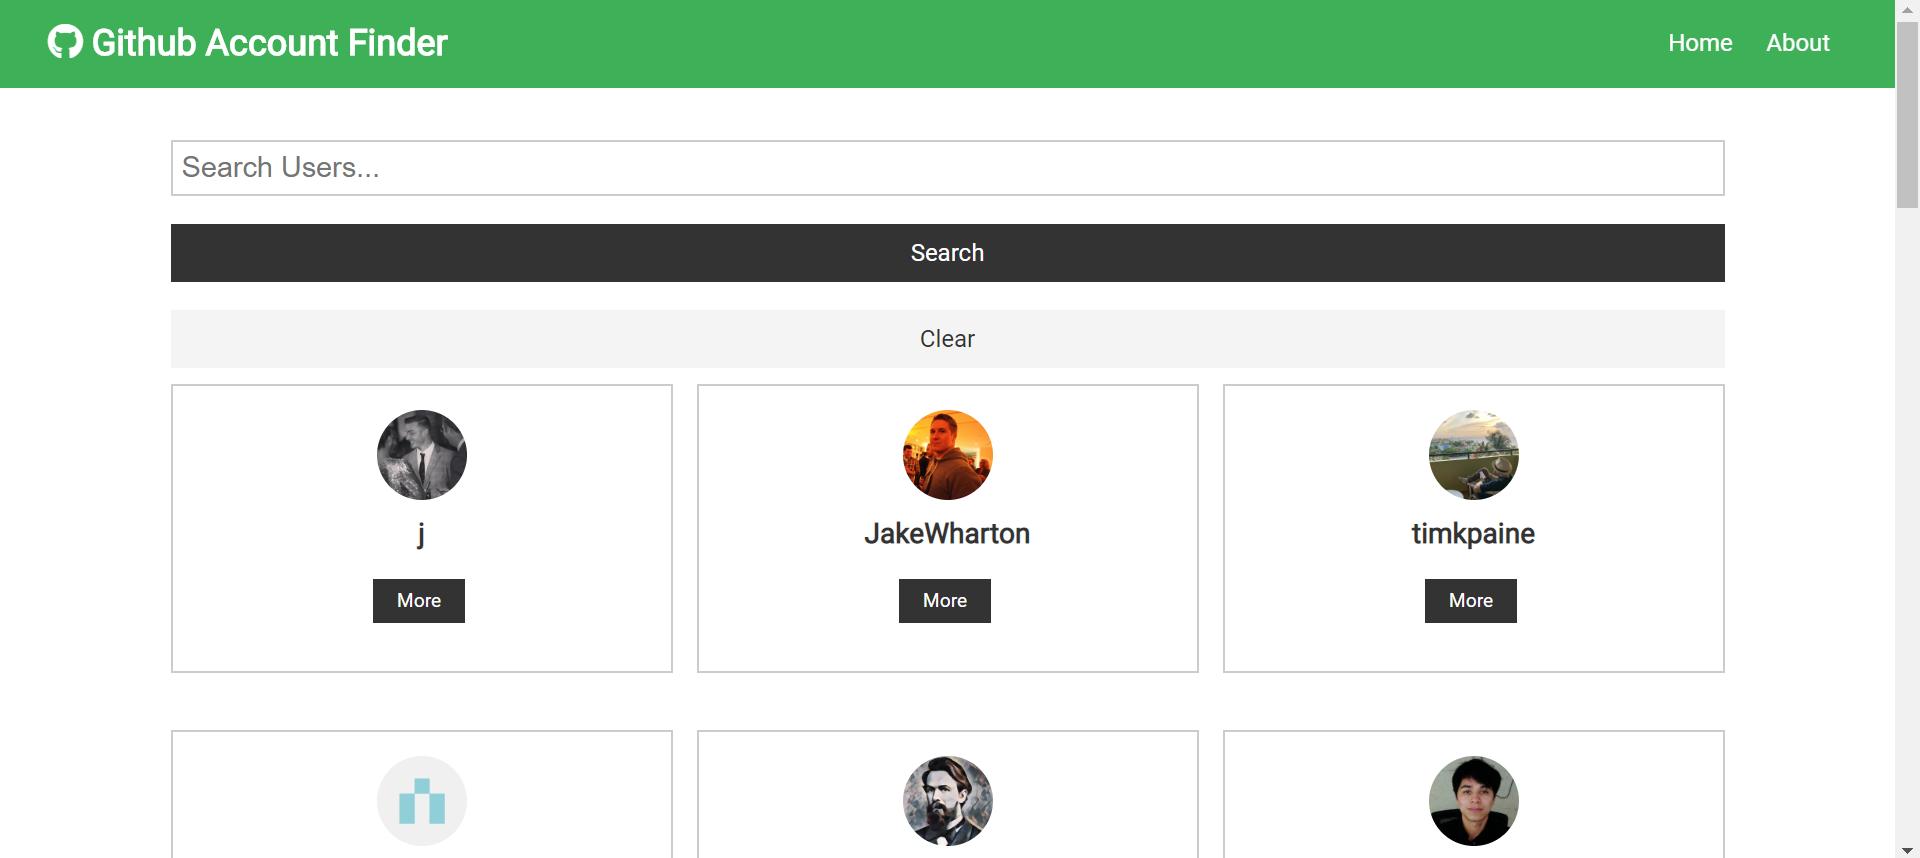 Github Account Finder
Home About
Search Users...
Search
Clear
j
JakeWharton
timkpaine
More
More
More